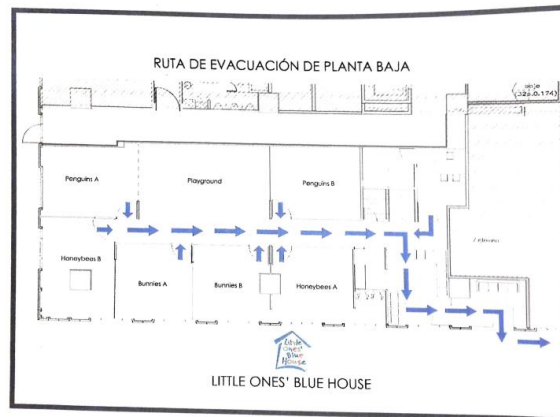 RUTA DE EVACUACIÓN DE PLANTA BAJA
Penguins A
Playground
Penguins B
Honeybees B
Bunnies A
Bunnies B
Honeybees A
Little
Ones'
Blue
House
LITTLE ONES' BLUE HOUSE